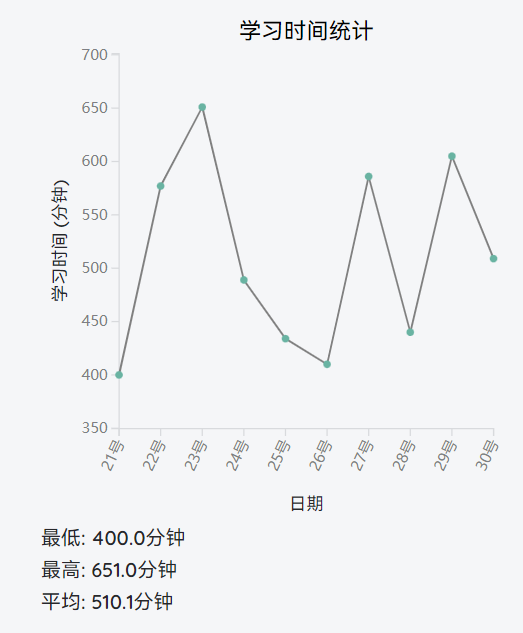 学习时间统计
700
650
600
550
500
450
400
350
学习时间 (分钟)
21号
22号
23号
24号
25号
26号
27号
28号
29号
30号
日期
最低: 400.0分钟
最高: 651.0分钟
平均: 510.1分钟